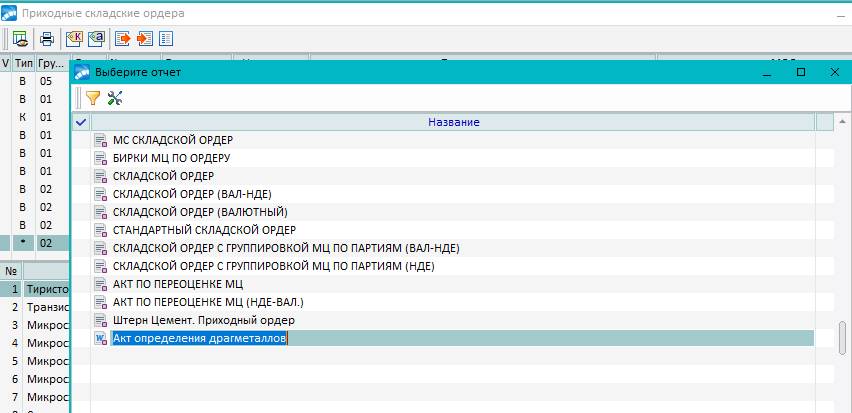 Приходные складские ордера
V Тип Гру...
Выберите отчет
Название
В 05
В 01
К 01
В 01
В 01
В 01
В 02
В 02
В 02
* 02
МС СКЛАДСКОЙ ОРДЕР
БИРКИ МЦ ПО ОРДЕРУ
СКЛАДСКОЙ ОРДЕР
СКЛАДСКОЙ ОРДЕР (ВАЛ-НДЕ)
СКЛАДСКОЙ ОРДЕР (ВАЛЮТНЫЙ)
СТАНДАРТНЫЙ СКЛАДСКОЙ ОРДЕР
СКЛАДСКОЙ ОРДЕР С ГРУППИРОВКОЙ МЦ ПО ПАРТИЯМ (ВАЛ-НДЕ)
СКЛАДСКОЙ ОРДЕР С ГРУППИРОВКОЙ МЦ ПО ПАРТИЯМ (НДЕ)
АКТ ПО ПЕРЕОЦЕНКЕ МЦ
АКТ ПО ПЕРЕОЦЕНКЕ МЦ (НДЕ-ВАЛ.)
Штерн Цемент. Приходный ордер
Акт определения драгметаллов
№
1 Тиристо
2 Транзис
3 Микрос
4 Микрос
5 Микрос
6 Микрос
7 Микрос